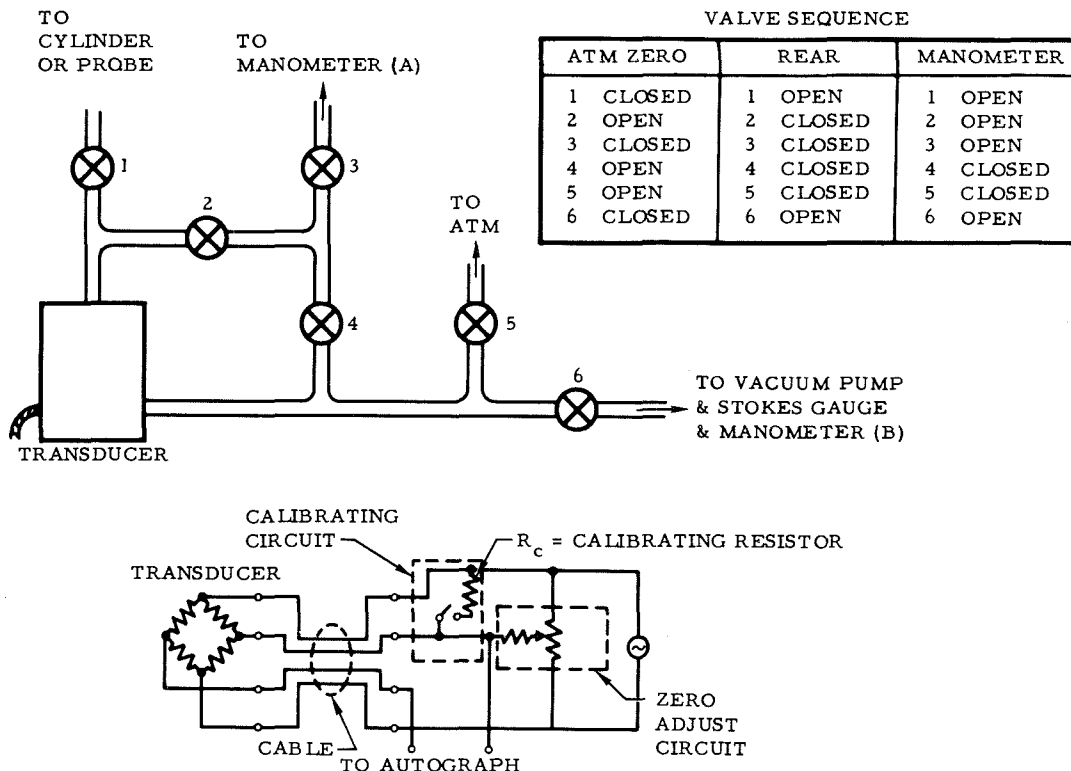 TO
CYLINDER
OR PROBE
TO
MANOMETER (A)
1
2
3
4
TO
ATM
5
6
TO VACUUM PUMP
& STOKES GAUGE
& MANOMETER (B)
TRANSDUCER
VALVE SEQUENCE
ATM ZERO REAR MANOMETER
1 CLOSED 1 OPEN 1 OPEN
2 OPEN 2 CLOSED 2 OPEN
3 CLOSED 3 CLOSED 3 OPEN
4 OPEN 4 CLOSED 4 CLOSED
5 OPEN 5 CLOSED 5 CLOSED
6 CLOSED 6 OPEN 6 OPEN
CALIBRATING
CIRCUIT
Rc = CALIBRATING RESISTOR
TRANSDUCER
ZERO
ADJUST
CIRCUIT
CABLE
TO AUTOGRAPH